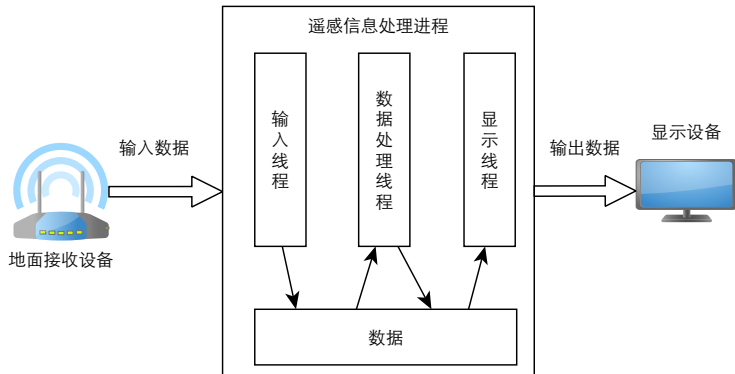 遥感信息处理进程
输入线程
数据处理线程
显示线程
输入数据
输出数据
显示设备
地面接收设备
数据